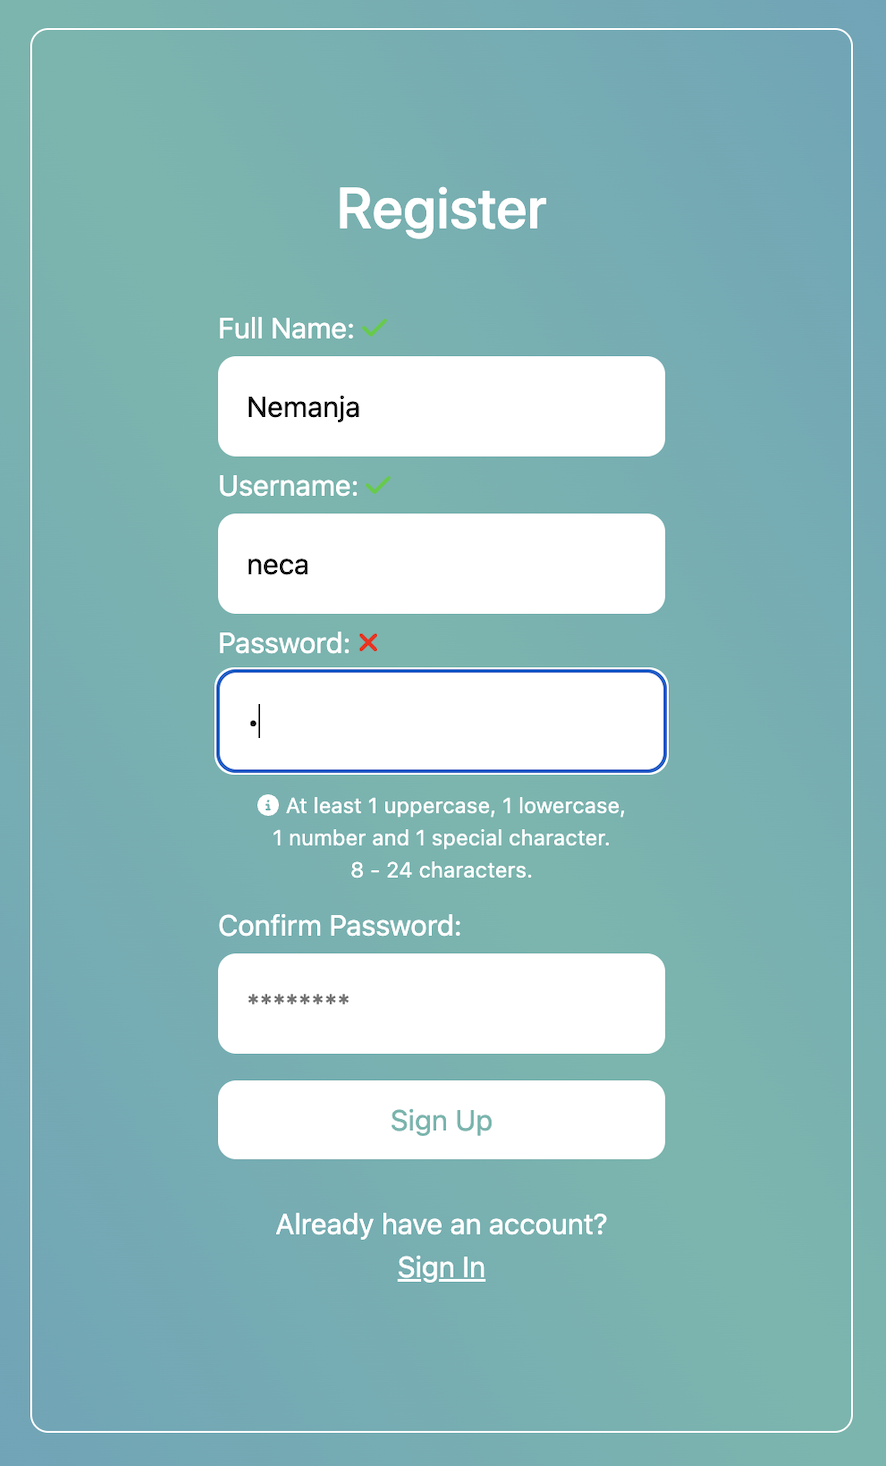 Register
Full Name:
Nemanja
Username:
neca
Password:
•
At least 1 uppercase, 1 lowercase,
1 number and 1 special character.
8 - 24 characters.
Confirm Password:
********
Sign Up
Already have an account?
Sign In